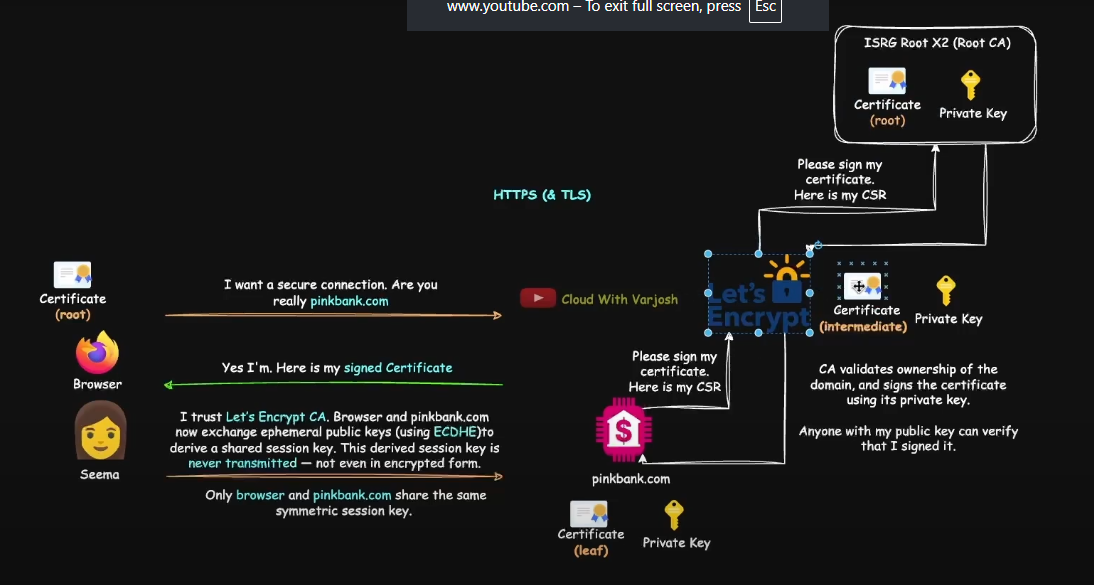 www.youtube.com – To exit full screen, press Esc
ISRG Root X2 (Root CA)
Certificate
(root)
Private Key
Please sign my
certificate.
Here is my CSR
HTTPS (& TLS)
Certificate
(root)
I want a secure connection. Are you
really pinkbank.com
Cloud With Varjosh
Let's
Encrypt
Certificate
(intermediate)
Private Key
Browser
Yes I'm. Here is my signed Certificate
Please sign my
certificate.
Here is my CSR
CA validates ownership of the
domain, and signs the certificate
using its private key.
Anyone with my public key can verify
that I signed it.
Seema
I trust Let's Encrypt CA. Browser and pinkbank.com
now exchange ephemeral public keys (using ECDHE)to
derive a shared session key. This derived session key is
never transmitted — not even in encrypted form.
Only browser and pinkbank.com share the same
symmetric session key.
$
pinkbank.com
Certificate
(leaf)
Private Key